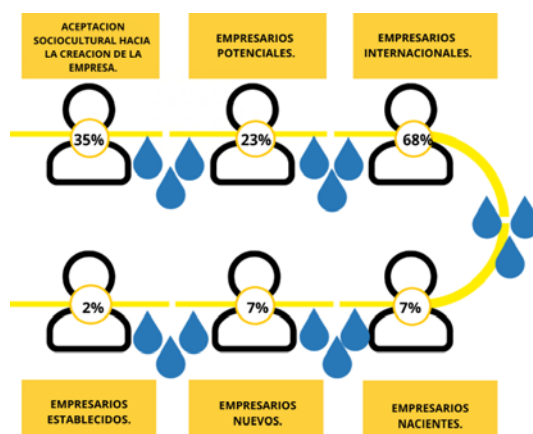 ACEPTACION
SOCIOCULTURAL HACIA
LA CREACION DE LA
EMPRESA.
EMPRESARIOS
POTENCIALES.
EMPRESARIOS
INTERNACIONALES.
35%
23%
68%
2%
7%
7%
EMPRESARIOS
ESTABLECIDOS.
EMPRESARIOS
NUEVOS.
EMPRESARIOS
NACIENTES.